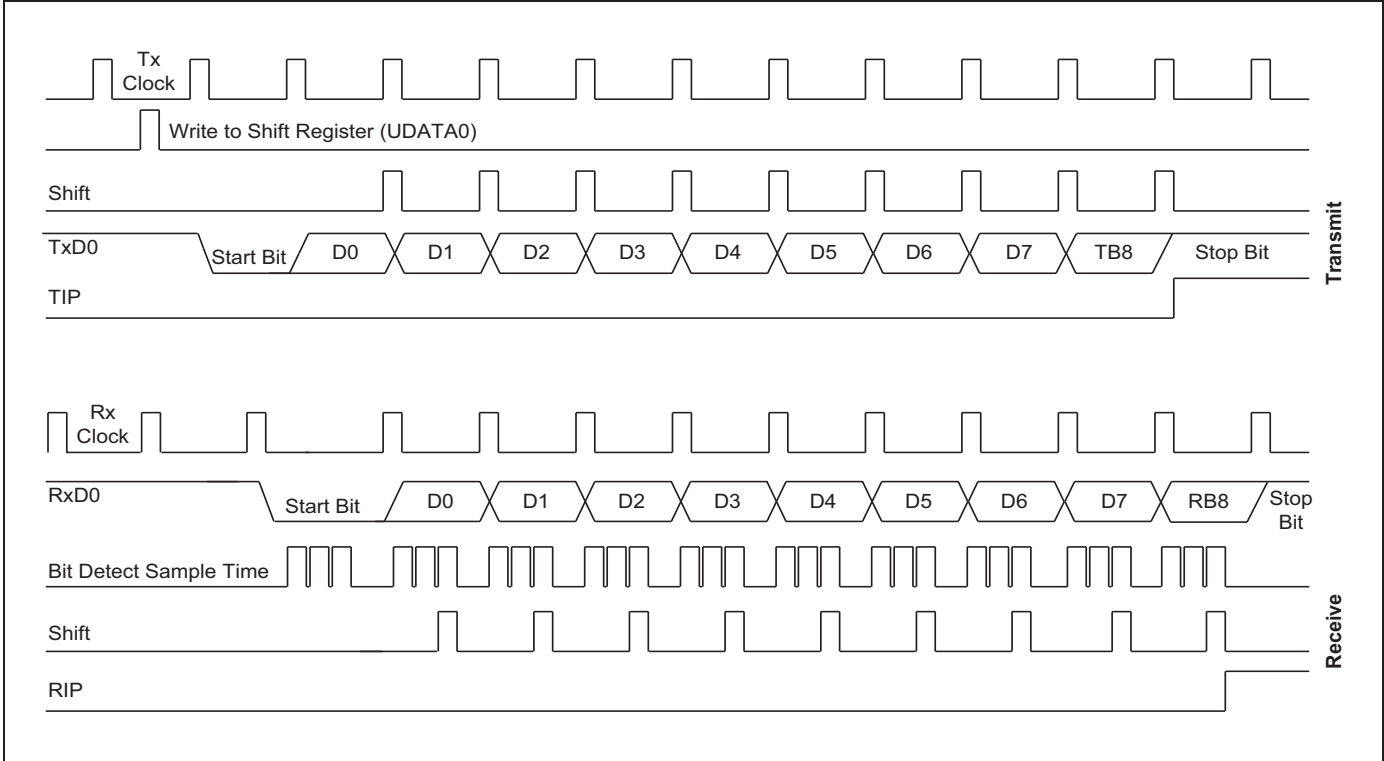 Tx
Clock
Write to Shift Register (UDATA0)
Shift
TxD0 Start Bit D0 D1 D2 D3 D4 D5 D6 D7 TB8 Stop Bit
TIP
Transmit
Rx
Clock
RxD0 Start Bit D0 D1 D2 D3 D4 D5 D6 D7 RB8 Stop
Bit
Bit Detect Sample Time
Shift
RIP
Receive